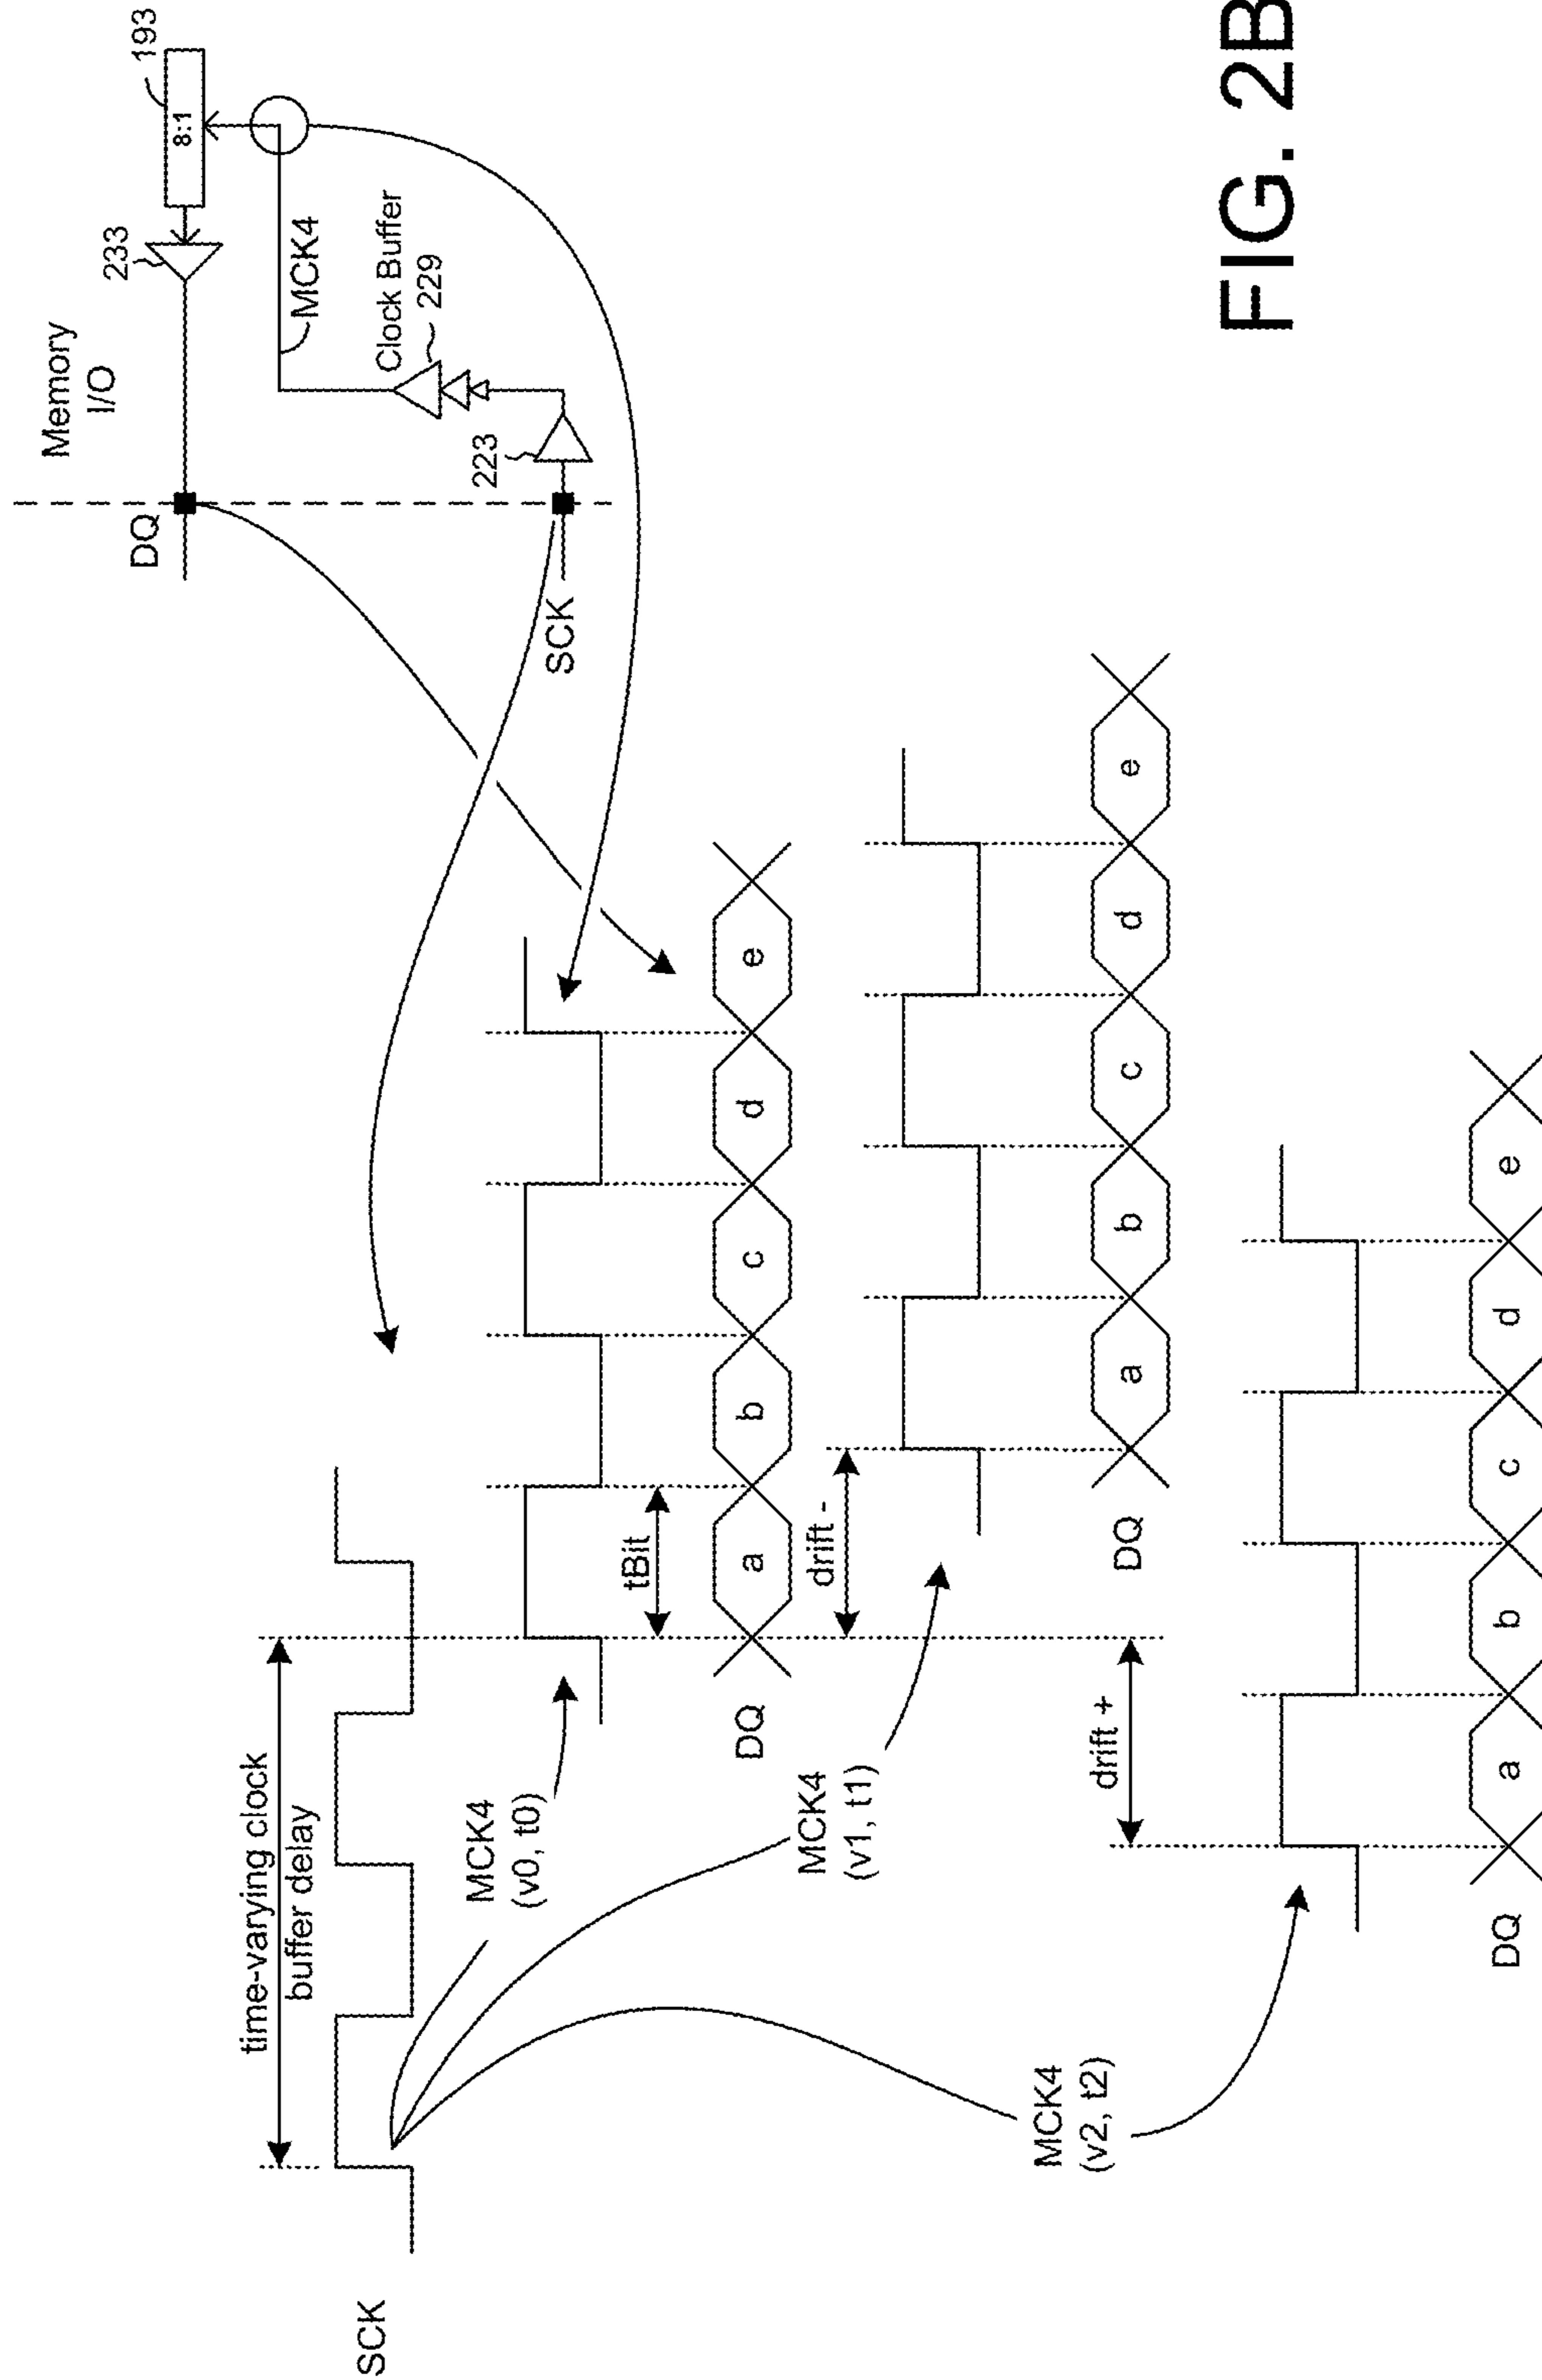 Memory
I/O
DQ
233
193
8:1
MCK4
Clock Buffer
229
223
SCK
SCK
time-varying clock
buffer delay
MCK4
(v0, t0)
tBit
DQ
a
b
c
d
e
drift -
MCK4
(v1, t1)
DQ
a
b
c
d
e
drift +
MCK4
(v2, t2)
DQ
a
b
c
d
e
FIG. 2B